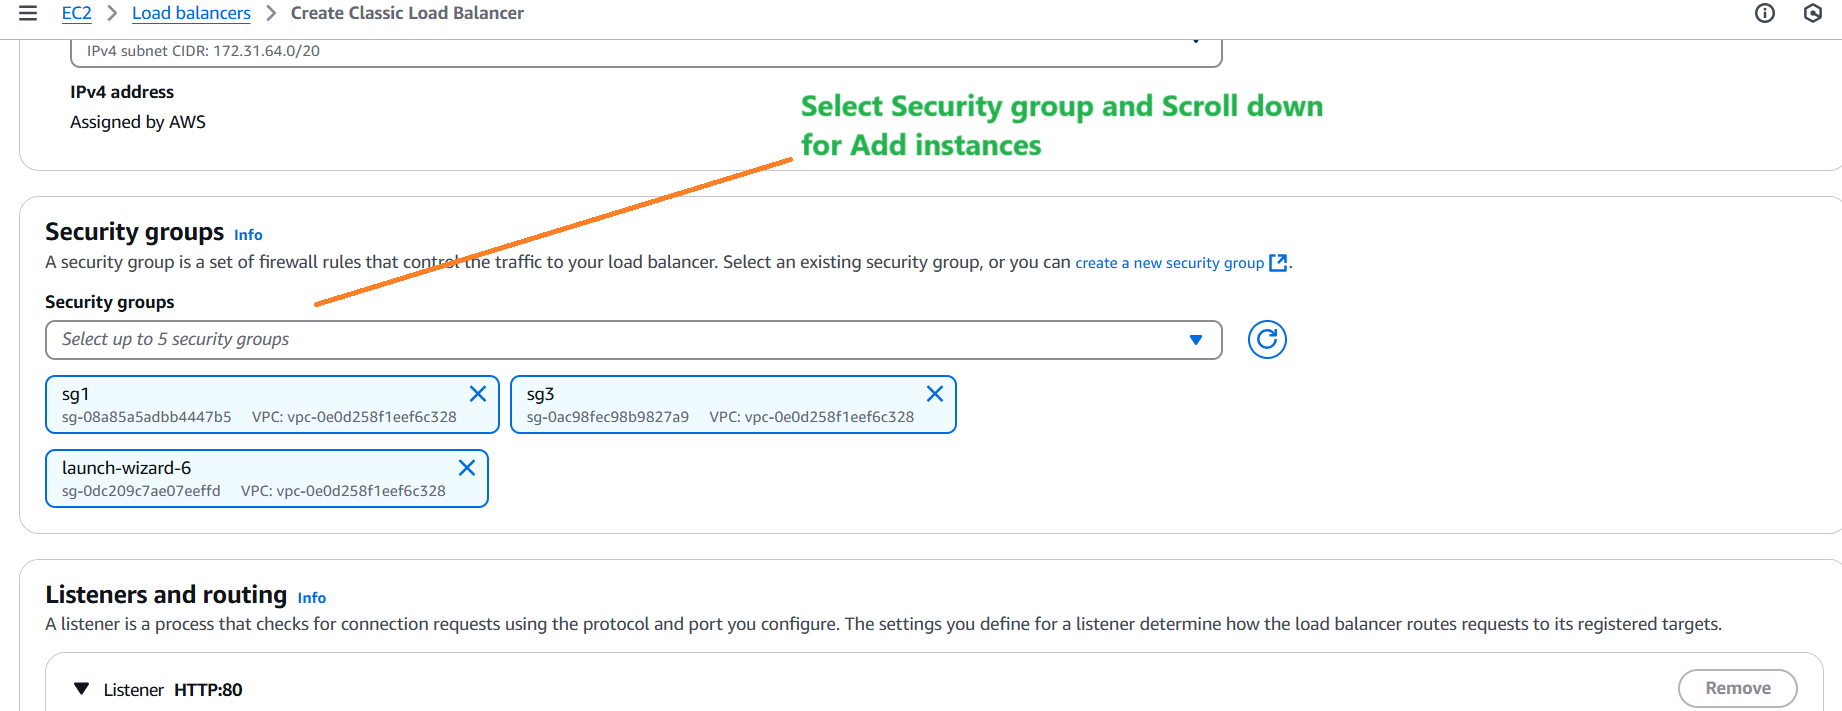 EC2 > Load balancers > Create Classic Load Balancer
IPv4 subnet CIDR: 172.31.64.0/20
IPv4 address
Assigned by AWS
Select Security group and Scroll down
for Add instances
Security groups Info
A security group is a set of firewall rules that control the traffic to your load balancer. Select an existing security group, or you can create a new security group.
Security groups
Select up to 5 security groups
sg1
sg-08a85a5adbb4447b5 VPC: vpc-0e0d258f1eef6c328
sg3
sg-0ac98fec98b9827a9 VPC: vpc-0e0d258f1eef6c328
launch-wizard-6
sg-0dc209c7ae07eeffd VPC: vpc-0e0d258f1eef6c328
Listeners and routing Info
A listener is a process that checks for connection requests using the protocol and port you configure. The settings you define for a listener determine how the load balancer routes requests to its registered targets.
Listener HTTP:80
Remove